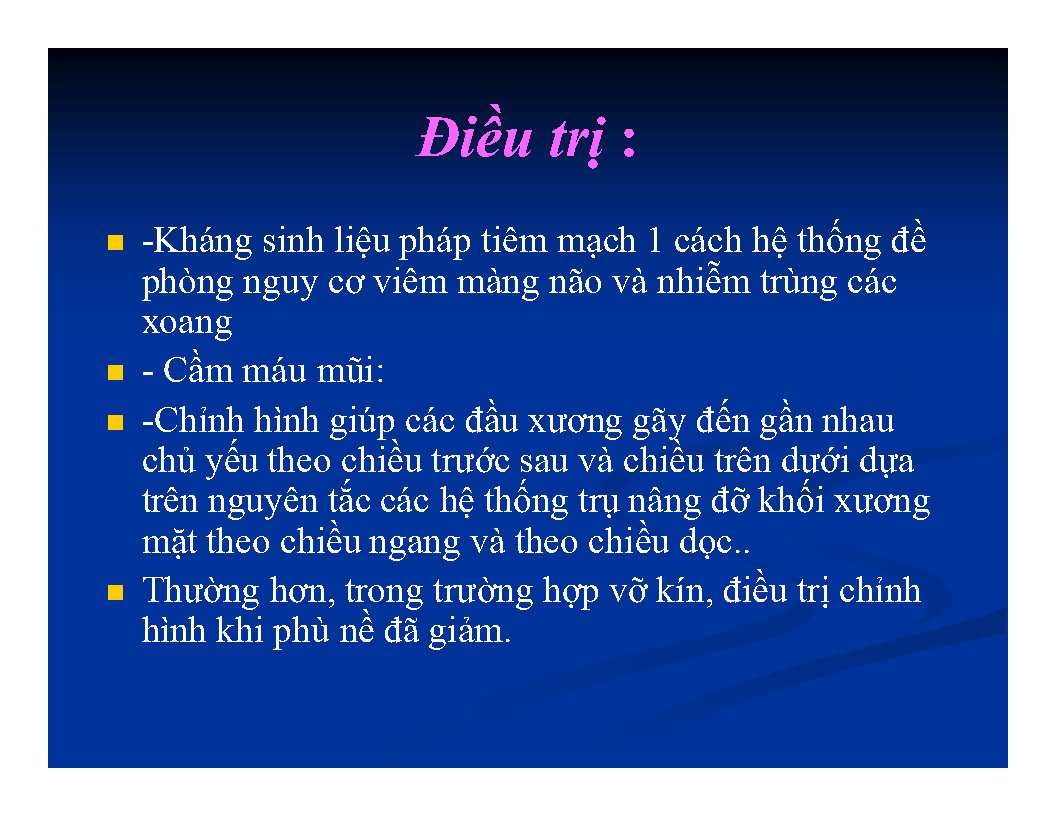 Điều trị :
-Kháng sinh liệu pháp tiêm mạch 1 cách hệ thống đề
phòng nguy cơ viêm màng não và nhiễm trùng các
xoang
- Cầm máu mũi:
-Chỉnh hình giúp các đầu xương gãy đến gần nhau
chủ yếu theo chiều trước sau và chiều trên dưới dựa
trên nguyên tắc các hệ thống trụ nâng đỡ khối xương
mặt theo chiều ngang và theo chiều dọc..
Thường hơn, trong trường hợp vỡ kín, điều trị chỉnh
hình khi phù nề đã giảm.